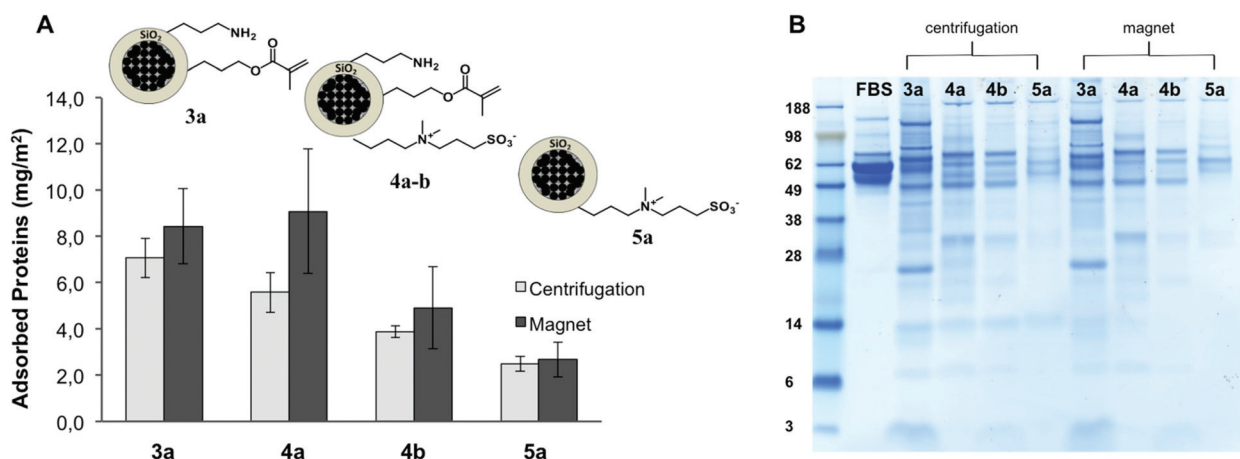 A
SiO2
NH2
O
O
3a
SiO2
NH2
O
O
N+
SO3-
4a-b
SiO2
N+
SO3-
5a
Adsorbed Proteins (mg/m²)
14,0
12,0
10,0
8,0
6,0
4,0
2,0
0,0
Centrifugation
Magnet
3a 4a 4b 5a
B
centrifugation magnet
FBS 3a 4a 4b 5a 3a 4a 4b 5a
188
98
62
49
38
28
14
6
3